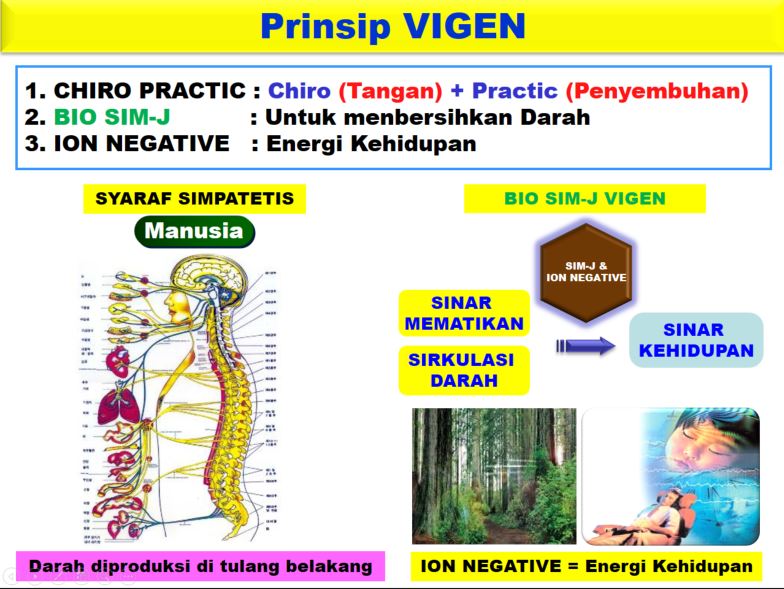 Prinsip VIGEN
1. CHIRO PRACTIC : Chiro (Tangan) + Practic (Penyembuhan)
2. BIO SIM-J : Untuk menbersihkan Darah
3. ION NEGATIVE : Energi Kehidupan
SYARAF SIMPATETIS
Manusia
BIO SIM-J VIGEN
SIM-J &
ION NEGATIVE
SINAR
MEMATIKAN
SIRKULASI
DARAH
SINAR
KEHIDUPAN
Darah diproduksi di tulang belakang
ION NEGATIVE = Energi Kehidupan